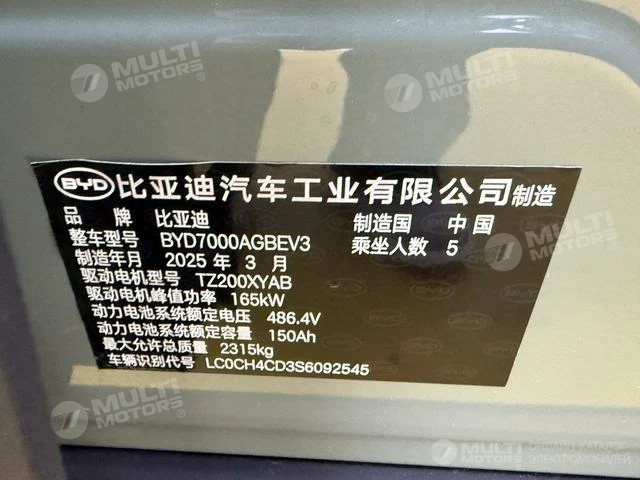 MULTI
MOTORS
MULTI
MOTORS
BYD 比亚迪汽车工业有限公司制造
品 牌 比亚迪 制造国 中 国
整车型号 BYD7000AGBEV3 乘坐人数 5
制造年月 2025 年 3 月
驱动电机型号 TZ200XYAB
驱动电机峰值功率 165kW
动力电池系统额定电压 486.4V
动力电池系统额定容量 150Ah
最大允许总质量 2315kg
车辆识别代号 LC0CH4CD3S6092545
MULTI
MOTORS
MULTI
MOTORS
ОНЛАЙН-КАТАЛОГ
ЭЛЕКТРОМОБИЛЕЙ